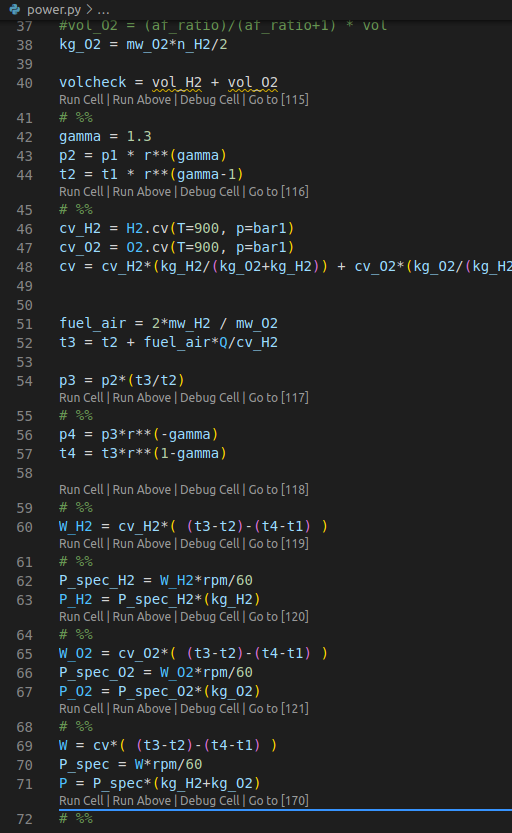 power.py > ...
37 #vol_O2 = (af_ratio)/(af_ratio+1) * vol
38 kg_O2 = mw_O2*n_H2/2
39
40 volcheck = vol_H2 + vol_O2
Run Cell | Run Above | Debug Cell | Go to [115]
41 # %%
42 gamma = 1.3
43 p2 = p1 * r**(gamma)
44 t2 = t1 * r**(gamma-1)
Run Cell | Run Above | Debug Cell | Go to [116]
45 # %%
46 cv_H2 = H2.cv(T=900, p=bar1)
47 cv_O2 = O2.cv(T=900, p=bar1)
48 cv = cv_H2*(kg_H2/(kg_O2+kg_H2)) + cv_O2*(kg_O2/(kg_H2
49
50
51 fuel_air = 2*mw_H2 / mw_O2
52 t3 = t2 + fuel_air*Q/cv_H2
53
54 p3 = p2*(t3/t2)
Run Cell | Run Above | Debug Cell | Go to [117]
55 # %%
56 p4 = p3*r**(-gamma)
57 t4 = t3*r**(1-gamma)
58
Run Cell | Run Above | Debug Cell | Go to [118]
59 # %%
60 W_H2 = cv_H2*( (t3-t2)-(t4-t1) )
Run Cell | Run Above | Debug Cell | Go to [119]
61 # %%
62 P_spec_H2 = W_H2*rpm/60
63 P_H2 = P_spec_H2*(kg_H2)
Run Cell | Run Above | Debug Cell | Go to [120]
64 # %%
65 W_O2 = cv_O2*( (t3-t2)-(t4-t1) )
66 P_spec_O2 = W_O2*rpm/60
67 P_O2 = P_spec_O2*(kg_O2)
Run Cell | Run Above | Debug Cell | Go to [121]
68 # %%
69 W = cv*( (t3-t2)-(t4-t1) )
70 P_spec = W*rpm/60
71 P = P_spec*(kg_H2+kg_O2)
Run Cell | Run Above | Debug Cell | Go to [170]
72 # %%